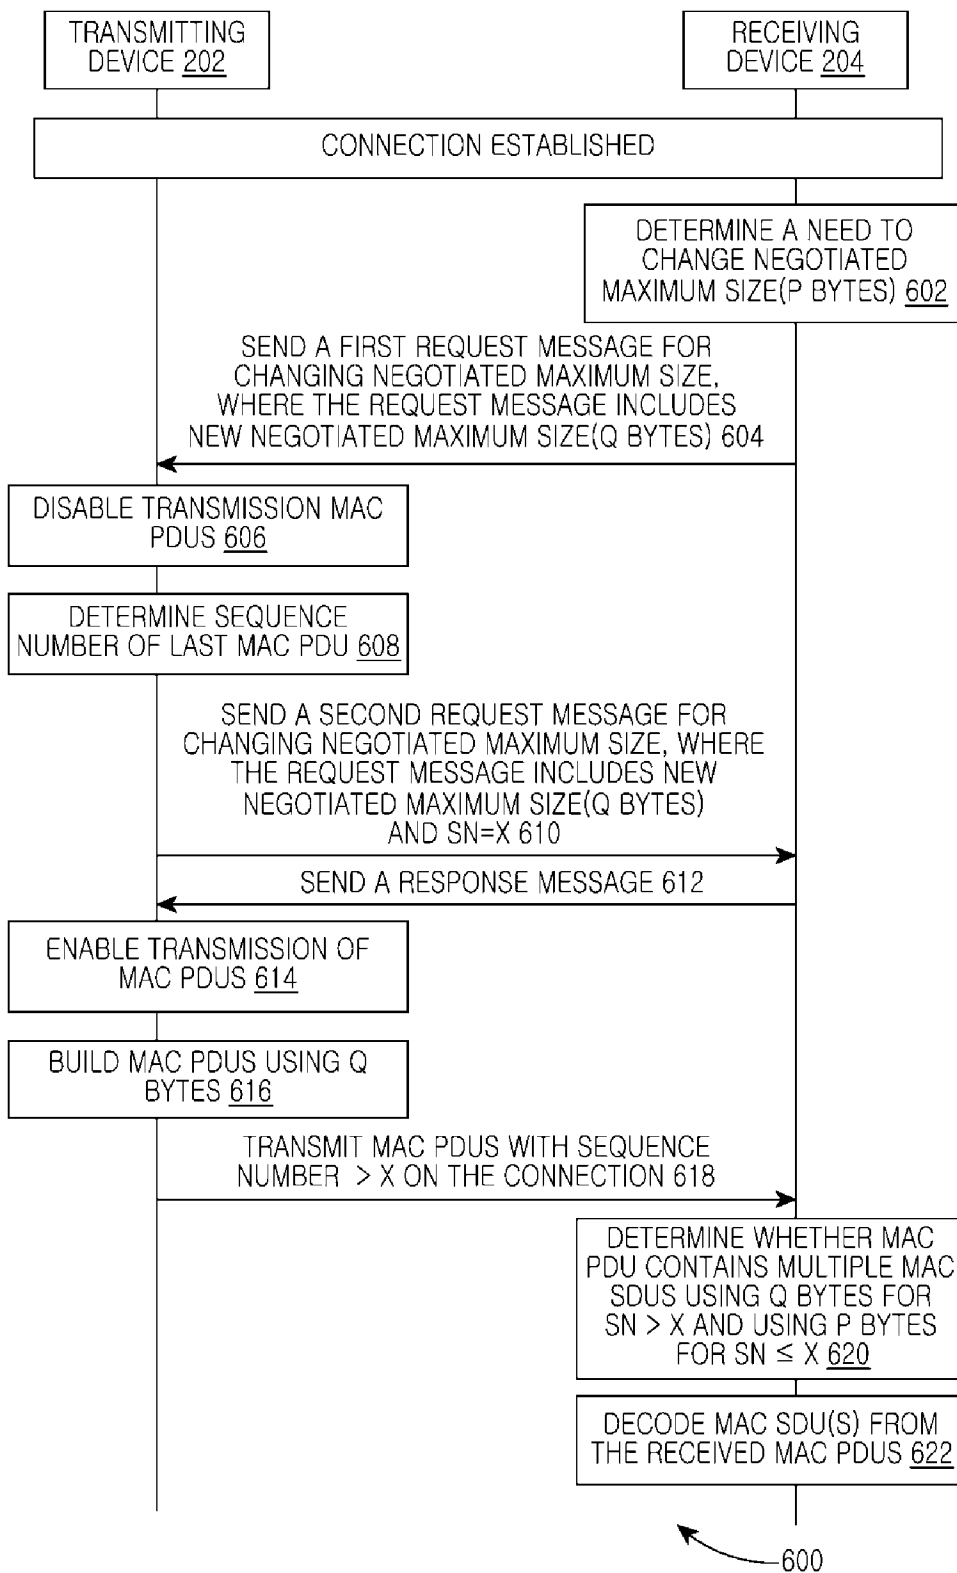 TRANSMITTING
DEVICE 202
RECEIVING
DEVICE 204
CONNECTION ESTABLISHED
DETERMINE A NEED TO
CHANGE NEGOTIATED
MAXIMUM SIZE(P BYTES) 602
SEND A FIRST REQUEST MESSAGE FOR
CHANGING NEGOTIATED MAXIMUM SIZE,
WHERE THE REQUEST MESSAGE INCLUDES
NEW NEGOTIATED MAXIMUM SIZE(Q BYTES) 604
DISABLE TRANSMISSION MAC
PDUS 606
DETERMINE SEQUENCE
NUMBER OF LAST MAC PDU 608
SEND A SECOND REQUEST MESSAGE FOR
CHANGING NEGOTIATED MAXIMUM SIZE, WHERE
THE REQUEST MESSAGE INCLUDES NEW
NEGOTIATED MAXIMUM SIZE(Q BYTES)
AND SN=X 610
SEND A RESPONSE MESSAGE 612
ENABLE TRANSMISSION OF
MAC PDUS 614
BUILD MAC PDUS USING Q
BYTES 616
TRANSMIT MAC PDUS WITH SEQUENCE
NUMBER > X ON THE CONNECTION 618
DETERMINE WHETHER MAC
PDU CONTAINS MULTIPLE MAC
SDUS USING Q BYTES FOR
SN > X AND USING P BYTES
FOR SN ≤ X 620
DECODE MAC SDU(S) FROM
THE RECEIVED MAC PDUS 622
600